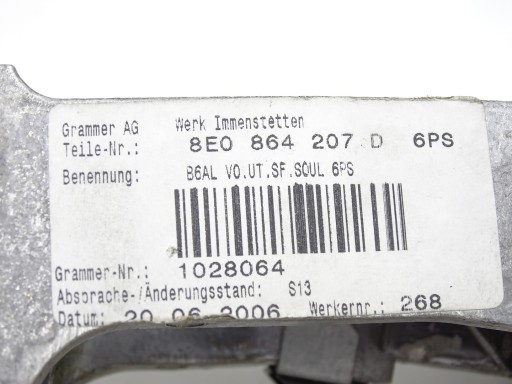 Grammer AG Werk Immenstetten
Teile-Nr.: 8E0 864 207 D 6PS
Benennung: B6AL VO.UT.SF.SOUL 6PS
Grammer-Nr.: 1028064
Absprache-/Änderungsstand: S13
Datum: 20.06.2006 Werkernr.: 268